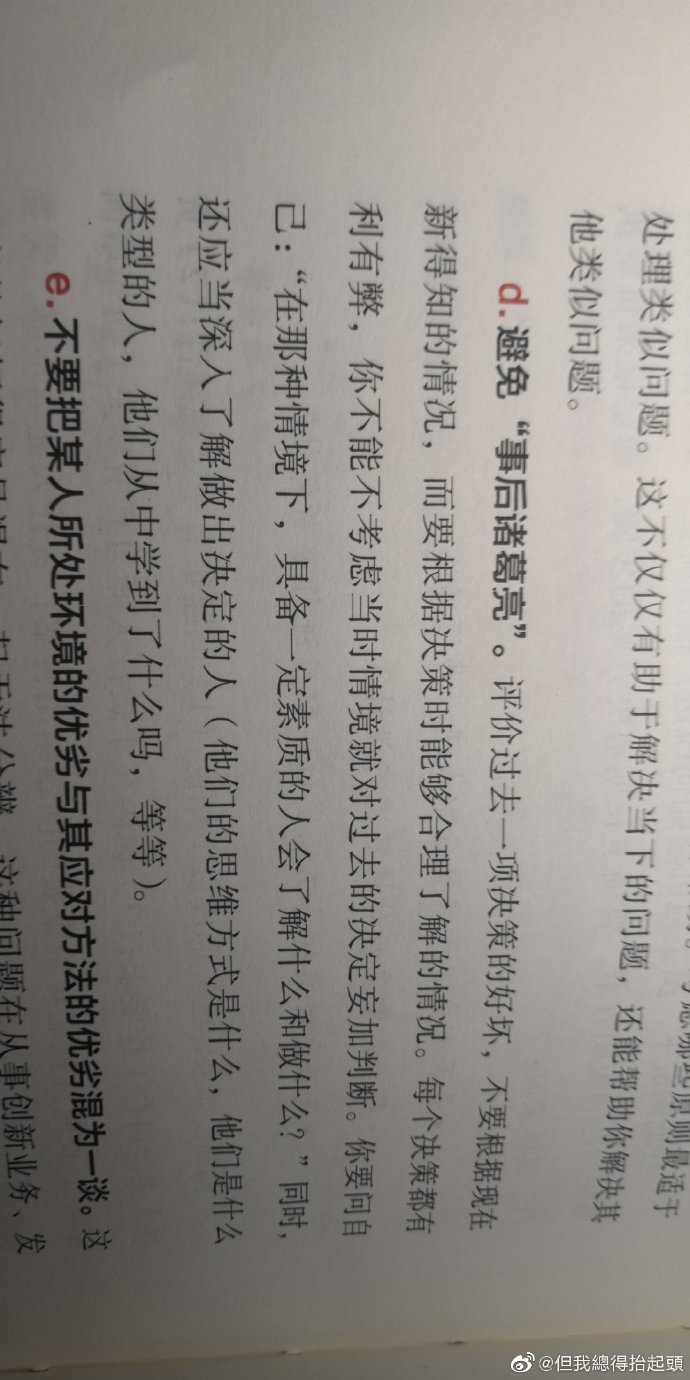 虑哪些原则最适于
处理类似问题。这不仅仅有助于解决当下的问题，还能帮助你解决其
他类似问题。
d. 避免“事后诸葛亮”。评价过去一项决策的好坏，不要根据现在
新得知的情况，而要根据决策时能够合理了解的情况。每个决策都有
利有弊，你不能不考虑当时情境就对过去的决定妄加判断。你要问自
己：“在那种情境下，具备一定素质的人会了解什么和做什么？”同时，
还应当深入了解做出决定的人（他们的思维方式是什么，他们是什么
类型的人，他们从中学到了什么吗，等等）。
e. 不要把某人所处环境的优劣与其应对方法的优劣混为一谈。这
这种问题在从事创新业务、发
@但我總得抬起頭